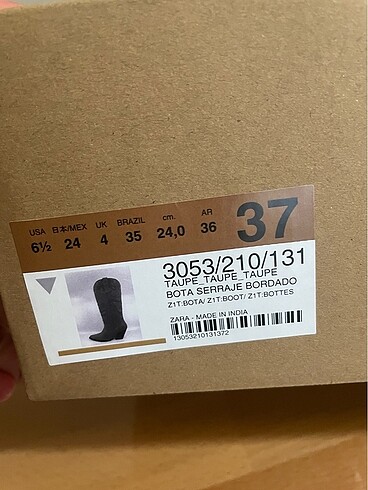 USA 日本/MEX UK BRAZIL cm. AR 37
6½ 24 4 35 24,0 36
3053/210/131
TAUPE_TAUPE_TAUPE
BOTA SERRAJE BORDADO
Z1T:BOTA/ Z1T:BOOT/ Z1T:BOTTES
ZARA - MADE IN INDIA
13053210131372